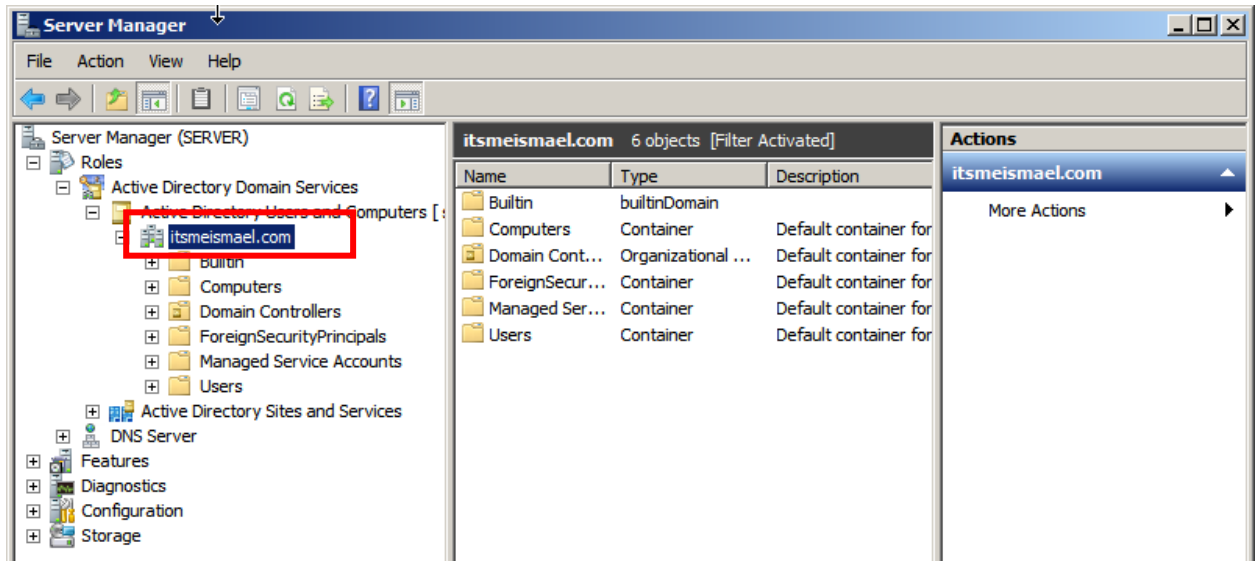 Server Manager
File Action View Help
Server Manager (SERVER)
Roles
Active Directory Domain Services
Active Directory Users and Computers [
itsmeismael.com
Builtin
Computers
Domain Controllers
ForeignSecurityPrincipals
Managed Service Accounts
Users
Active Directory Sites and Services
DNS Server
Features
Diagnostics
Configuration
Storage
itsmeismael.com 6 objects [Filter Activated]
Name Type Description
Builtin builtinDomain
Computers Container Default container for
Domain Cont... Organizational ... Default container for
ForeignSecur... Container Default container for
Managed Ser... Container Default container for
Users Container Default container for
Actions
itsmeismael.com
More Actions